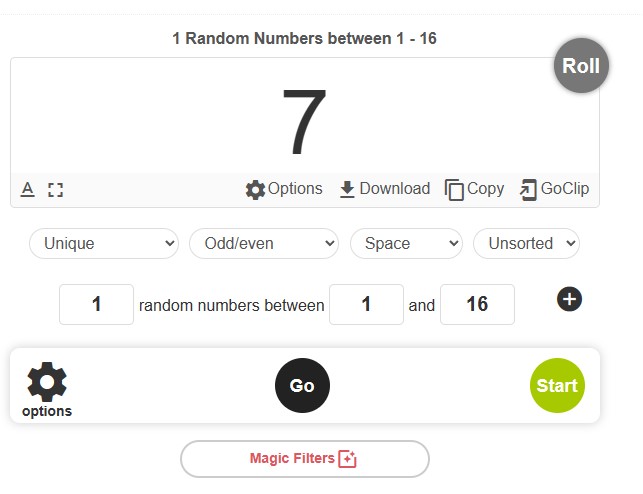 1 Random Numbers between 1 - 16
Roll
7
A Options Download Copy GoClip
Unique Odd/even Space Unsorted
1 random numbers between 1 and 16
options Go Start
Magic Filters